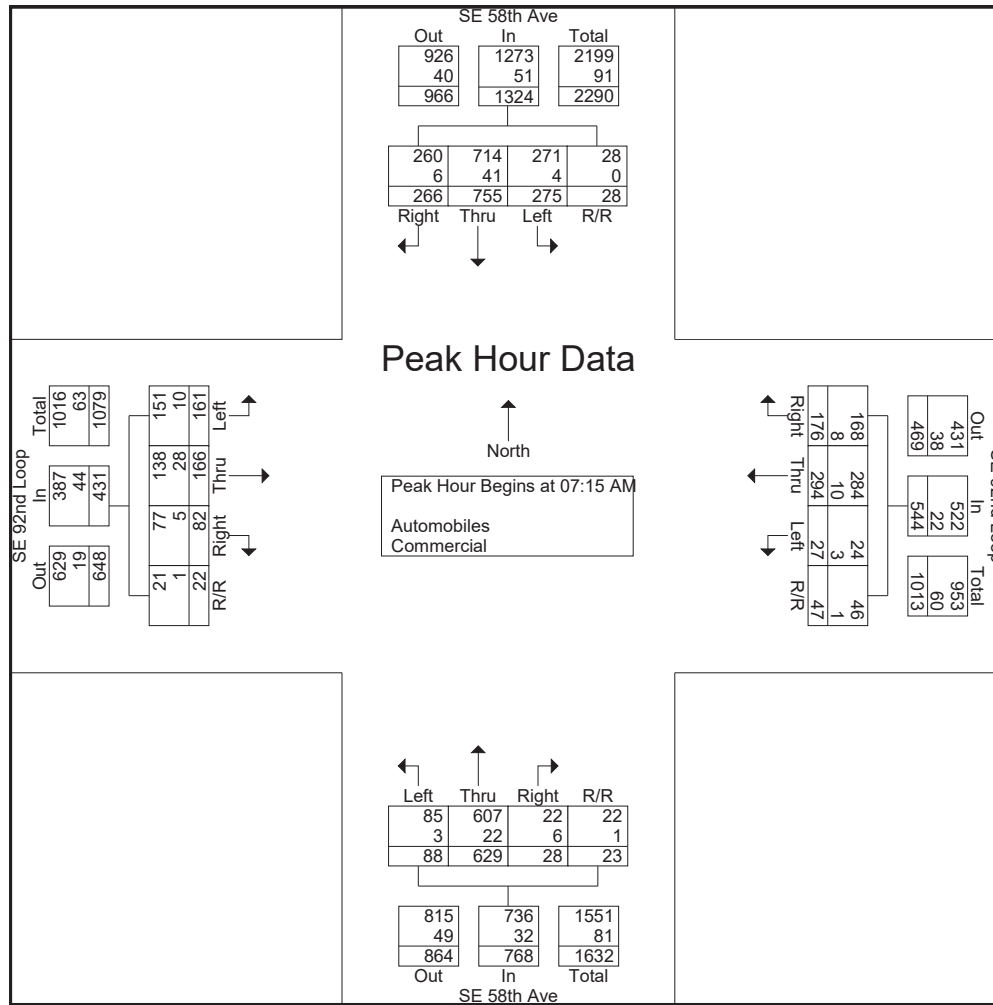 SE 58th Ave
Out In Total
926 1273 2199
40 51 91
966 1324 2290
260 714 271 28
6 41 4 0
266 755 275 28
Right Thru Left R/R
Peak Hour Data
SE 92nd Loop
Total In Out
1016 387 629
63 44 19
1079 431 648
151 138 77 21
10 28 5 1
161 166 82 22
Left Thru Right R/R
North
Peak Hour Begins at 07:15 AM
Automobiles
Commercial
Right Thru Left R/R
168 284 24 46
8 10 3 1
176 294 27 47
Out In Total
431 522 953
38 22 60
469 544 1013
Loop
Left Thru Right R/R
85 607 22 22
3 22 6 1
88 629 28 23
815 736 1551
49 32 81
864 768 1632
Out In Total
SE 58th Ave